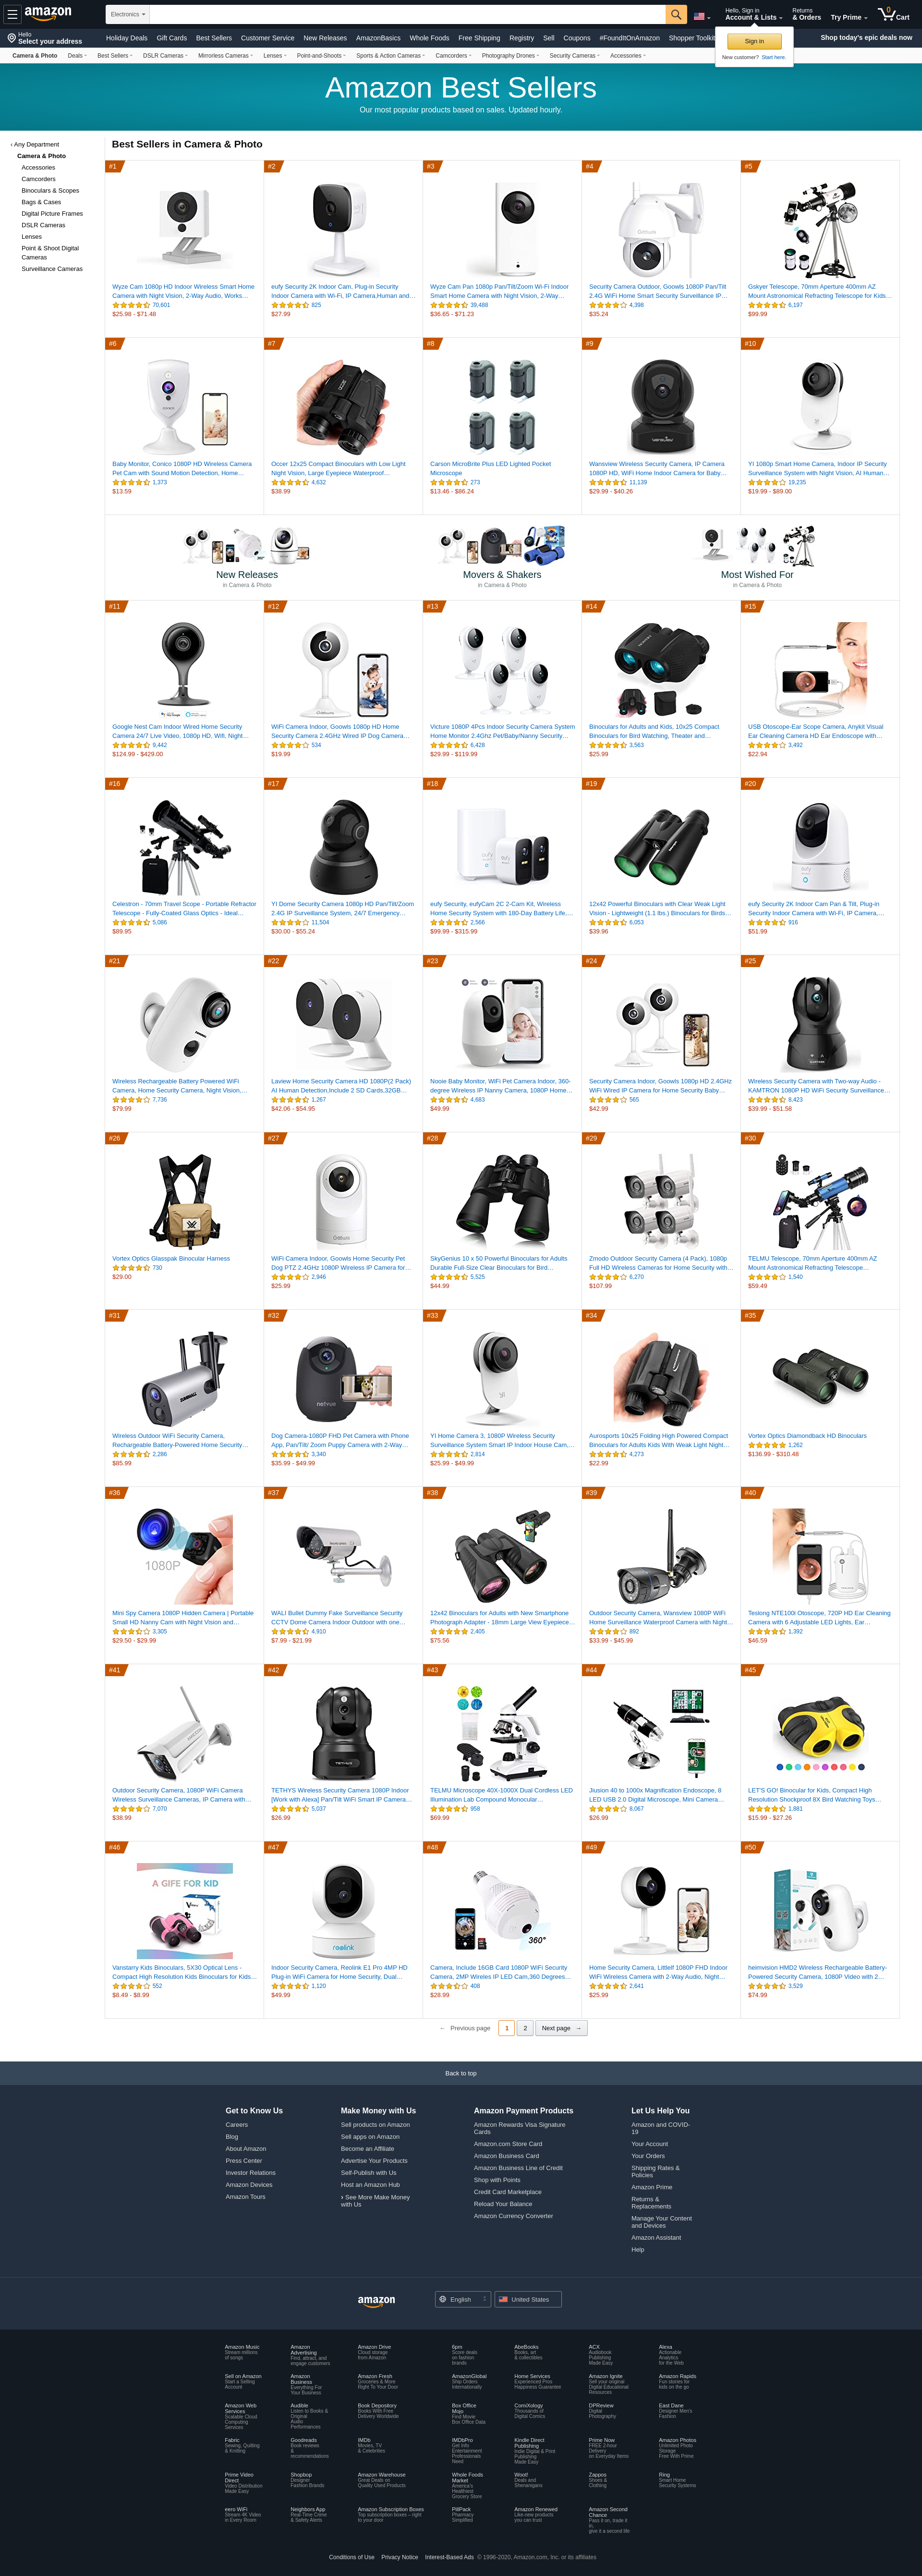 amazon
Electronics
Hello, Sign in
Account & Lists
Returns
& Orders
Try Prime
0
Cart
Hello
Select your address
Holiday Deals
Gift Cards
Best Sellers
Customer Service
New Releases
AmazonBasics
Whole Foods
Free Shipping
Registry
Sell
Coupons
#FoundItOnAmazon
Shopper Toolkit
Shop today's epic deals now
Sign in
New customer? Start here.
Camera & Photo
Deals
Best Sellers
DSLR Cameras
Mirrorless Cameras
Lenses
Point-and-Shoots
Sports & Action Cameras
Camcorders
Photography Drones
Security Cameras
Accessories
Amazon Best Sellers
Our most popular products based on sales. Updated hourly.
‹ Any Department
Camera & Photo
Accessories
Camcorders
Binoculars & Scopes
Bags & Cases
Digital Picture Frames
DSLR Cameras
Lenses
Point & Shoot Digital
Cameras
Surveillance Cameras
Best Sellers in Camera & Photo
#1
Wyze Cam 1080p HD Indoor Wireless Smart Home
Camera with Night Vision, 2-Way Audio, Works…
70,601
$25.98 - $71.48
#2
eufy Security 2K Indoor Cam, Plug-in Security
Indoor Camera with Wi-Fi, IP Camera,Human and…
825
$27.99
#3
Wyze Cam Pan 1080p Pan/Tilt/Zoom Wi-Fi Indoor
Smart Home Camera with Night Vision, 2-Way…
39,488
$36.65 - $71.23
#4
Security Camera Outdoor, Goowls 1080P Pan/Tilt
2.4G WiFi Home Smart Security Surveillance IP…
4,398
$35.24
#5
Gskyer Telescope, 70mm Aperture 400mm AZ
Mount Astronomical Refracting Telescope for Kids…
6,197
$99.99
#6
Baby Monitor, Conico 1080P HD Wireless Camera
Pet Cam with Sound Motion Detection, Home…
1,373
$13.59
#7
Occer 12x25 Compact Binoculars with Low Light
Night Vision, Large Eyepiece Waterproof…
4,632
$38.99
#8
Carson MicroBrite Plus LED Lighted Pocket
Microscope
273
$13.46 - $86.24
#9
Wansview Wireless Security Camera, IP Camera
1080P HD, WiFi Home Indoor Camera for Baby…
11,139
$29.99 - $40.26
#10
YI 1080p Smart Home Camera, Indoor IP Security
Surveillance System with Night Vision, AI Human…
19,235
$19.99 - $89.00
New Releases
in Camera & Photo
Movers & Shakers
in Camera & Photo
Most Wished For
in Camera & Photo
#11
Google Nest Cam Indoor Wired Home Security
Camera 24/7 Live Video, 1080p HD, Wifi, Night…
9,442
$124.99 - $429.00
#12
WiFi Camera Indoor, Goowls 1080p HD Home
Security Camera 2.4GHz Wired IP Dog Camera…
534
$19.99
#13
Victure 1080P 4Pcs Indoor Security Camera System
Home Monitor 2.4Ghz Pet/Baby/Nanny Security…
6,428
$29.99 - $119.99
#14
Binoculars for Adults and Kids, 10x25 Compact
Binoculars for Bird Watching, Theater and…
3,563
$25.99
#15
USB Otoscope-Ear Scope Camera, Anykit Visual
Ear Cleaning Camera HD Ear Endoscope with…
3,492
$22.94
#16
Celestron - 70mm Travel Scope - Portable Refractor
Telescope - Fully-Coated Glass Optics - Ideal…
5,086
$89.95
#17
YI Dome Security Camera 1080p HD Pan/Tilt/Zoom
2.4G IP Surveillance System, 24/7 Emergency…
11,504
$30.00 - $55.24
#18
eufy Security, eufyCam 2C 2-Cam Kit, Wireless
Home Security System with 180-Day Battery Life,…
2,566
$99.99 - $315.99
#19
12x42 Powerful Binoculars with Clear Weak Light
Vision - Lightweight (1.1 lbs.) Binoculars for Birds…
6,053
$39.96
#20
eufy Security 2K Indoor Cam Pan & Tilt, Plug-in
Security Indoor Camera with Wi-Fi, IP Camera,…
916
$51.99
#21
Wireless Rechargeable Battery Powered WiFi
Camera, Home Security Camera, Night Vision,…
7,736
$79.99
#22
Laview Home Security Camera HD 1080P(2 Pack)
AI Human Detection,Include 2 SD Cards,32GB…
1,267
$42.06 - $54.95
#23
Nooie Baby Monitor, WiFi Pet Camera Indoor, 360-
degree Wireless IP Nanny Camera, 1080P Home…
4,683
$49.99
#24
Security Camera Indoor, Goowls 1080p HD 2.4GHz
WiFi Wired IP Camera for Home Security Baby…
565
$42.99
#25
Wireless Security Camera with Two-way Audio -
KAMTRON 1080P HD WiFi Security Surveillance…
8,423
$39.99 - $51.58
#26
Vortex Optics Glasspak Binocular Harness
730
$29.00
#27
WiFi Camera Indoor, Goowls Home Security Pet
Dog PTZ 2.4GHz 1080P Wireless IP Camera for…
2,946
$25.99
#28
SkyGenius 10 x 50 Powerful Binoculars for Adults
Durable Full-Size Clear Binoculars for Bird…
5,525
$44.99
#29
Zmodo Outdoor Security Camera (4 Pack), 1080p
Full HD Wireless Cameras for Home Security with…
6,270
$107.99
#30
TELMU Telescope, 70mm Aperture 400mm AZ
Mount Astronomical Refracting Telescope…
1,540
$59.49
#31
Wireless Outdoor WiFi Security Camera,
Rechargeable Battery-Powered Home Security…
2,286
$85.99
#32
Dog Camera-1080P FHD Pet Camera with Phone
App, Pan/Tilt/ Zoom Puppy Camera with 2-Way…
3,340
$35.99 - $49.99
#33
YI Home Camera 3, 1080P Wireless Security
Surveillance System Smart IP Indoor House Cam,…
2,814
$25.99 - $49.99
#34
Aurosports 10x25 Folding High Powered Compact
Binoculars for Adults Kids With Weak Light Night…
4,273
$22.99
#35
Vortex Optics Diamondback HD Binoculars
1,262
$136.99 - $310.48
#36
1080P
Mini Spy Camera 1080P Hidden Camera | Portable
Small HD Nanny Cam with Night Vision and…
3,305
$29.50 - $29.99
#37
WALI Bullet Dummy Fake Surveillance Security
CCTV Dome Camera Indoor Outdoor with one…
4,910
$7.99 - $21.99
#38
12x42 Binoculars for Adults with New Smartphone
Photograph Adapter - 18mm Large View Eyepiece…
2,405
$75.56
#39
Outdoor Security Camera, Wansview 1080P WiFi
Home Surveillance Waterproof Camera with Night…
892
$33.99 - $45.99
#40
Teslong NTE100i Otoscope, 720P HD Ear Cleaning
Camera with 6 Adjustable LED Lights, Ear…
1,392
$46.59
#41
Outdoor Security Camera, 1080P WiFi Camera
Wireless Surveillance Cameras, IP Camera with…
7,070
$38.99
#42
TETHYS Wireless Security Camera 1080P Indoor
[Work with Alexa] Pan/Tilt WiFi Smart IP Camera…
5,037
$26.99
#43
TELMU Microscope 40X-1000X Dual Cordless LED
Illumination Lab Compound Monocular…
958
$69.99
#44
Jiusion 40 to 1000x Magnification Endoscope, 8
LED USB 2.0 Digital Microscope, Mini Camera…
8,067
$26.99
#45
LET'S GO! Binocular for Kids, Compact High
Resolution Shockproof 8X Bird Watching Toys…
1,881
$15.99 - $27.26
#46
A GIFE FOR KID
Vanstarry Kids Binoculars, 5X30 Optical Lens -
Compact High Resolution Kids Binoculars for Kids…
552
$8.49 - $8.99
#47
reolink
Indoor Security Camera, Reolink E1 Pro 4MP HD
Plug-in WiFi Camera for Home Security, Dual…
1,120
$49.99
#48
360°
Camera, Include 16GB Card 1080P WiFi Security
Camera, 2MP Wireles IP LED Cam,360 Degrees…
408
$28.99
#49
Home Security Camera, Littlelf 1080P FHD Indoor
WiFi Wireless Camera with 2-Way Audio, Night…
2,641
$25.99
#50
heimvision HMD2 Wireless Rechargeable Battery-
Powered Security Camera, 1080P Video with 2…
3,529
$74.99
← Previous page
1
2
Next page →
Back to top
Get to Know Us
Careers
Blog
About Amazon
Press Center
Investor Relations
Amazon Devices
Amazon Tours
Make Money with Us
Sell products on Amazon
Sell apps on Amazon
Become an Affiliate
Advertise Your Products
Self-Publish with Us
Host an Amazon Hub
› See More Make Money
with Us
Amazon Payment Products
Amazon Rewards Visa Signature
Cards
Amazon.com Store Card
Amazon Business Card
Amazon Business Line of Credit
Shop with Points
Credit Card Marketplace
Reload Your Balance
Amazon Currency Converter
Let Us Help You
Amazon and COVID-
19
Your Account
Your Orders
Shipping Rates &
Policies
Amazon Prime
Returns &
Replacements
Manage Your Content
and Devices
Amazon Assistant
Help
amazon
English
United States
Amazon Music
Stream millions
of songs
Amazon
Advertising
Find, attract, and
engage customers
Amazon Drive
Cloud storage
from Amazon
6pm
Score deals
on fashion
brands
AbeBooks
Books, art
& collectibles
ACX
Audiobook
Publishing
Made Easy
Alexa
Actionable
Analytics
for the Web
Sell on Amazon
Start a Selling
Account
Amazon
Business
Everything For
Your Business
Amazon Fresh
Groceries & More
Right To Your Door
AmazonGlobal
Ship Orders
Internationally
Home Services
Experienced Pros
Happiness Guarantee
Amazon Ignite
Sell your original
Digital Educational
Resources
Amazon Rapids
Fun stories for
kids on the go
Amazon Web
Services
Scalable Cloud
Computing
Services
Audible
Listen to Books &
Original
Audio
Performances
Book Depository
Books With Free
Delivery Worldwide
Box Office
Mojo
Find Movie
Box Office Data
ComiXology
Thousands of
Digital Comics
DPReview
Digital
Photography
East Dane
Designer Men's
Fashion
Fabric
Sewing, Quilting
& Knitting
Goodreads
Book reviews
&
recommendations
IMDb
Movies, TV
& Celebrities
IMDbPro
Get Info
Entertainment
Professionals
Need
Kindle Direct
Publishing
Indie Digital & Print
Publishing
Made Easy
Prime Now
FREE 2-hour
Delivery
on Everyday Items
Amazon Photos
Unlimited Photo
Storage
Free With Prime
Prime Video
Direct
Video Distribution
Made Easy
Shopbop
Designer
Fashion Brands
Amazon Warehouse
Great Deals on
Quality Used Products
Whole Foods
Market
America's
Healthiest
Grocery Store
Woot!
Deals and
Shenanigans
Zappos
Shoes &
Clothing
Ring
Smart Home
Security Systems
eero WiFi
Stream 4K Video
in Every Room
Neighbors App
Real-Time Crime
& Safety Alerts
Amazon Subscription Boxes
Top subscription boxes – right
to your door
PillPack
Pharmacy
Simplified
Amazon Renewed
Like-new products
you can trust
Amazon Second
Chance
Pass it on, trade it
in,
give it a second life
Conditions of Use
Privacy Notice
Interest-Based Ads
© 1996-2020, Amazon.com, Inc. or its affiliates